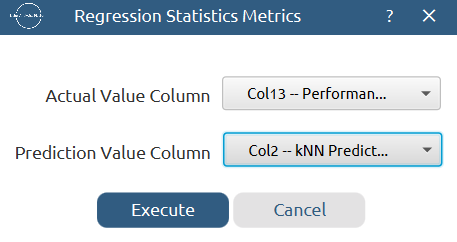 Regression Statistics Metrics ? ×
Actual Value Column Col13 -- Performan...
Prediction Value Column Col2 -- kNN Predict...
Execute Cancel